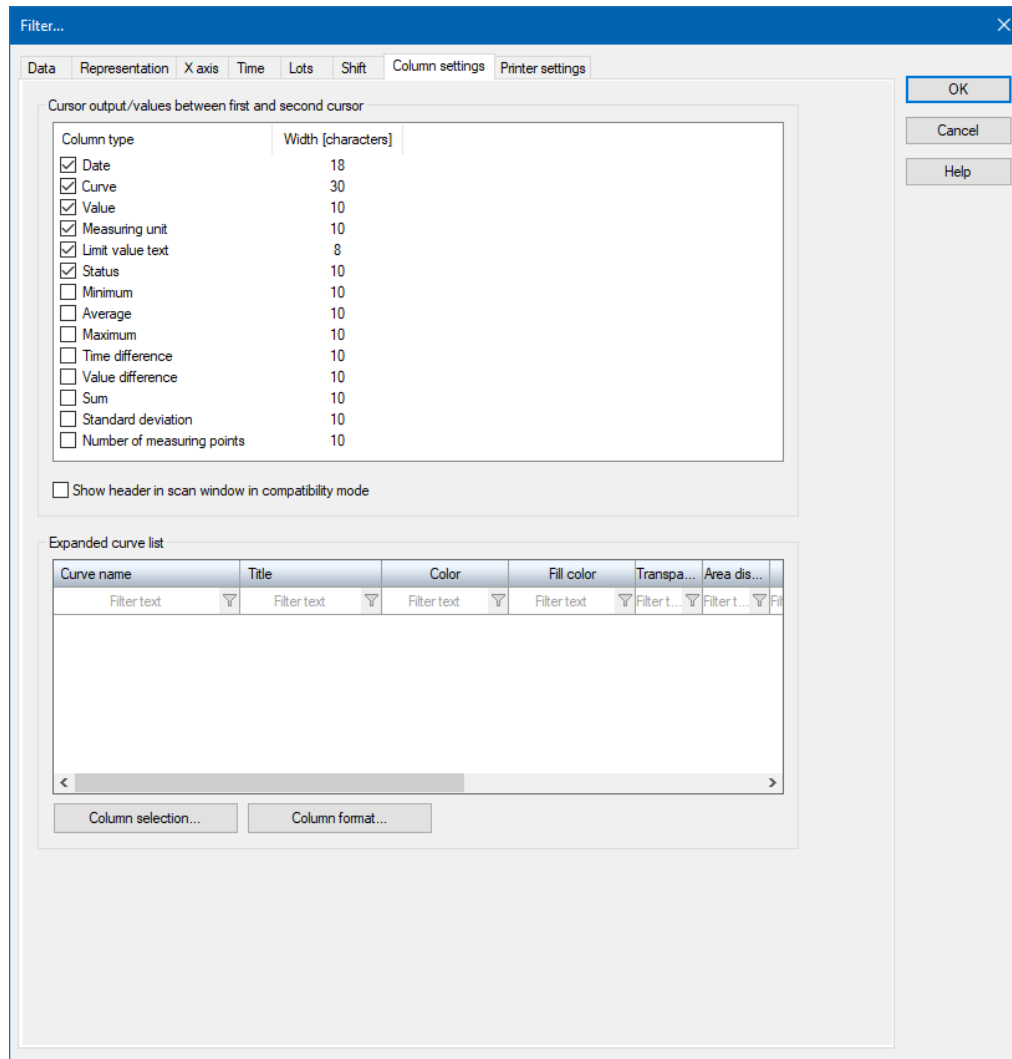 Filter...
Data Representation X axis Time Lots Shift Column settings Printer settings
OK
Cancel
Help
Cursor output/values between first and second cursor
Column type Width [characters]
Date 18
Curve 30
Value 10
Measuring unit 10
Limit value text 8
Status 10
Minimum 10
Average 10
Maximum 10
Time difference 10
Value difference 10
Sum 10
Standard deviation 10
Number of measuring points 10
Show header in scan window in compatibility mode
Expanded curve list
Curve name Title Color Fill color Transpa... Area dis...
Filter text Filter text Filter text Filter text Filter t... Filter t... Fil
Column selection... Column format...